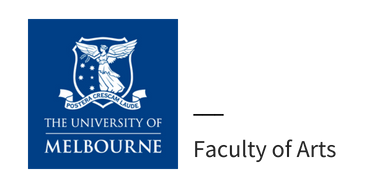 POSTERA CRESCAM LAUDE
THE UNIVERSITY OF
MELBOURNE
Faculty of Arts